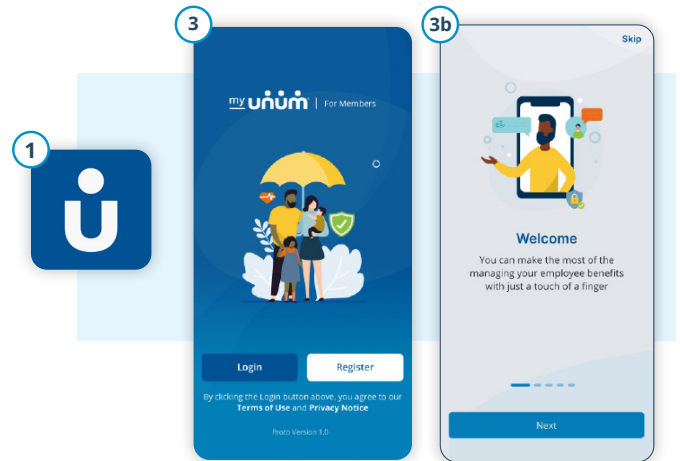 1
3
my unum | For Members
Login
Register
By clicking the Login button above, you agree to our
Terms of Use and Privacy Notice
Proto Version 1.0
3b
Skip
Welcome
You can make the most of the
managing your employee benefits
with just a touch of a finger
Next